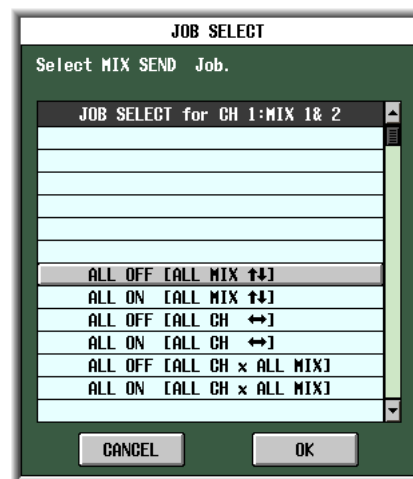 JOB SELECT
Select MIX SEND Job.
JOB SELECT for CH 1:MIX 1& 2
ALL OFF [ALL MIX ↑↓]
ALL ON [ALL MIX ↑↓]
ALL OFF [ALL CH ↔]
ALL ON [ALL CH ↔]
ALL OFF [ALL CH x ALL MIX]
ALL ON [ALL CH x ALL MIX]
CANCEL OK